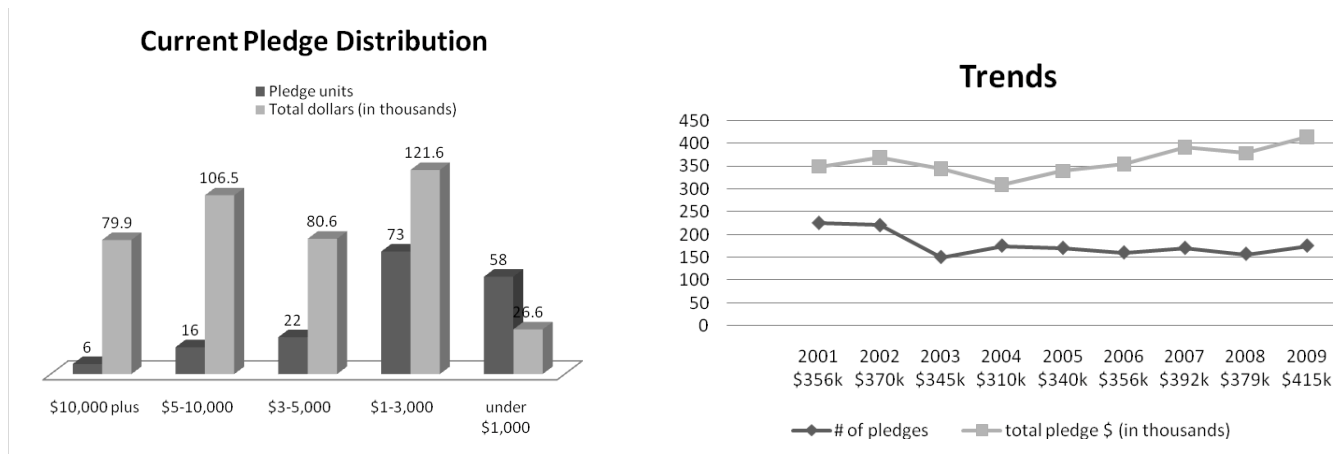 Current Pledge Distribution
Pledge units
Total dollars (in thousands)
6
79.9
16
106.5
22
80.6
73
121.6
58
26.6
$10,000 plus
$5-10,000
$3-5,000
$1-3,000
under
$1,000
Trends
450
400
350
300
250
200
150
100
50
0
2001 2002 2003 2004 2005 2006 2007 2008 2009
$356k $370k $345k $310k $340k $356k $392k $379k $415k
# of pledges
total pledge $ (in thousands)